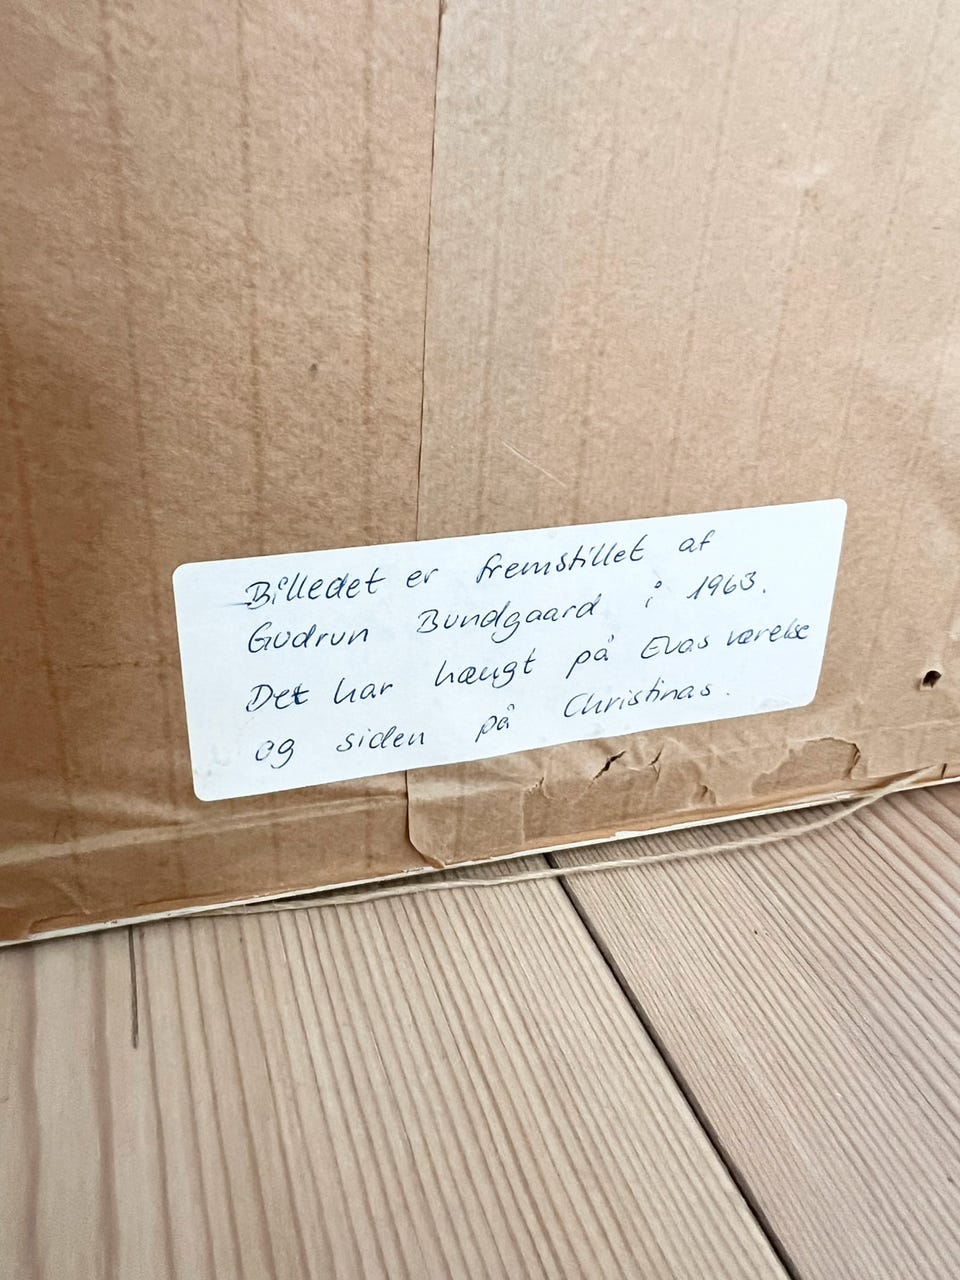 Billedet er fremstillet af
Gudrun Bundgaard i 1963.
Det har hængt på Evas værelse
og siden på Christinas.